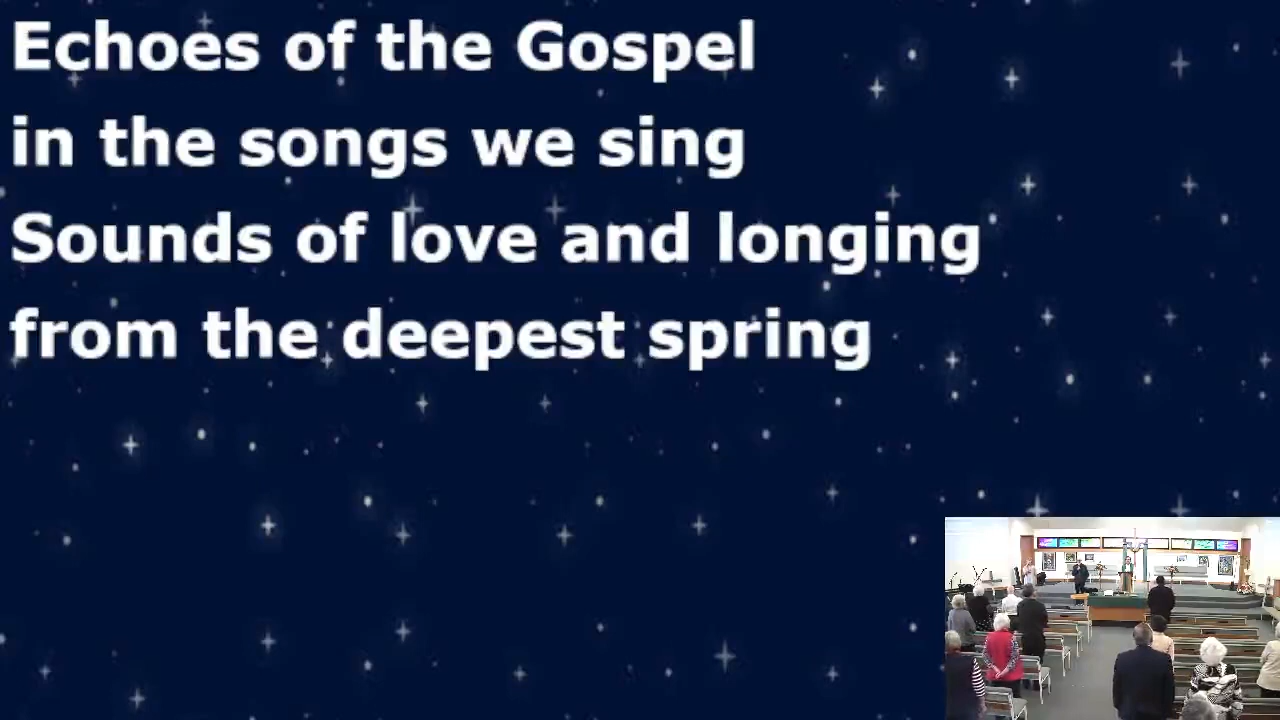 Echoes of the Gospel
in the songs we sing
Sounds of love and longing
from the deepest spring